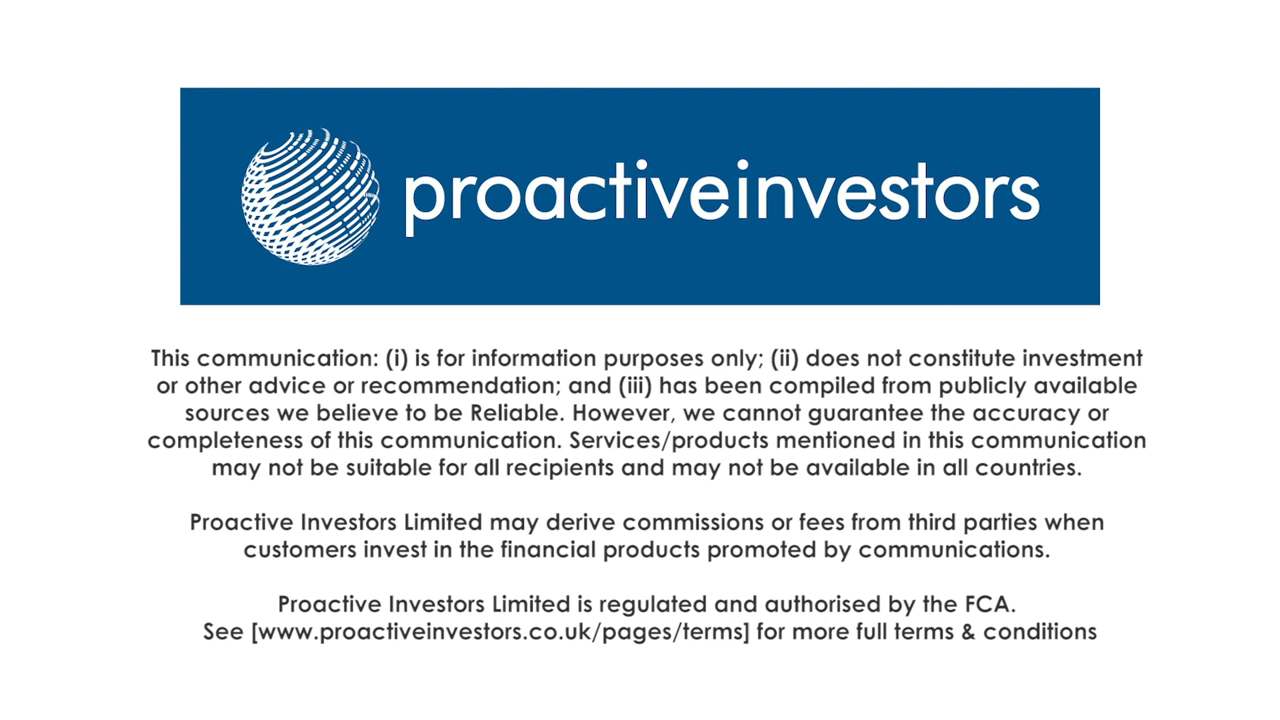 proactiveinvestors
This communication: (i) is for information purposes only; (ii) does not constitute investment
or other advice or recommendation; and (iii) has been compiled from publicly available
sources we believe to be Reliable. However, we cannot guarantee the accuracy or
completeness of this communication. Services/products mentioned in this communication
may not be suitable for all recipients and may not be available in all countries.
Proactive Investors Limited may derive commissions or fees from third parties when
customers invest in the financial products promoted by communications.
Proactive Investors Limited is regulated and authorised by the FCA.
See [www.proactiveinvestors.co.uk/pages/terms] for more full terms & conditions